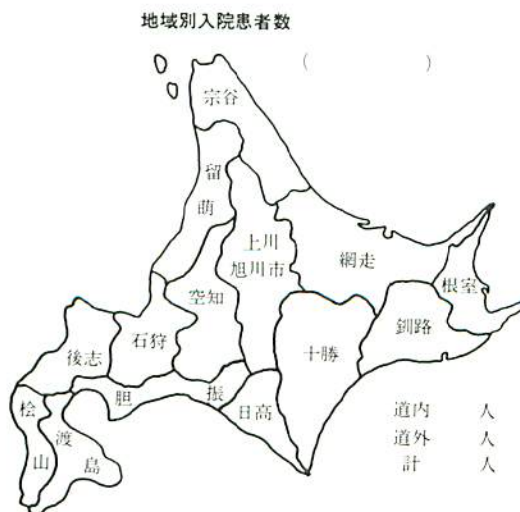 地域別入院患者数
(　　　　)
宗谷
留萌
上川
旭川市
網走
根室
空知
石狩
釧路
十勝
後志
胆振
日高
桧山
渡島
道内　人
道外　人
計　人